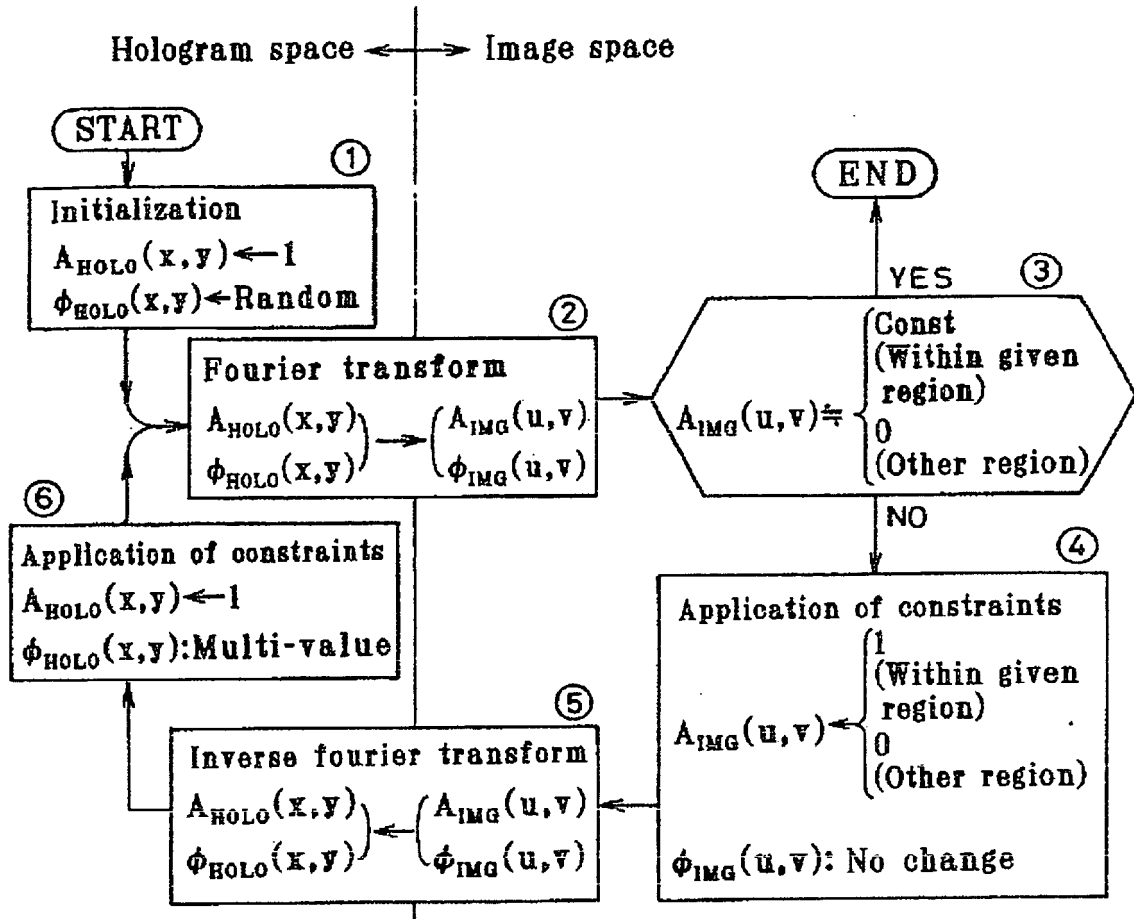 Hologram space ←→ Image space
START
①
Initialization
A_HOLO(x,y)←1
ϕ_HOLO(x,y)←Random
②
Fourier transform
A_HOLO(x,y) → A_IMG(u,v)
ϕ_HOLO(x,y) ϕ_IMG(u,v)
END
YES
③
Const
(Within given
region)
A_IMG(u,v)≒
0
(Other region)
NO
④
Application of constraints
1
(Within given
region)
A_IMG(u,v)←
0
(Other region)
ϕ_IMG(u,v): No change
⑤
Inverse fourier transform
A_HOLO(x,y) ← A_IMG(u,v)
ϕ_HOLO(x,y) ϕ_IMG(u,v)
⑥
Application of constraints
A_HOLO(x,y)←1
ϕ_HOLO(x,y):Multi-value